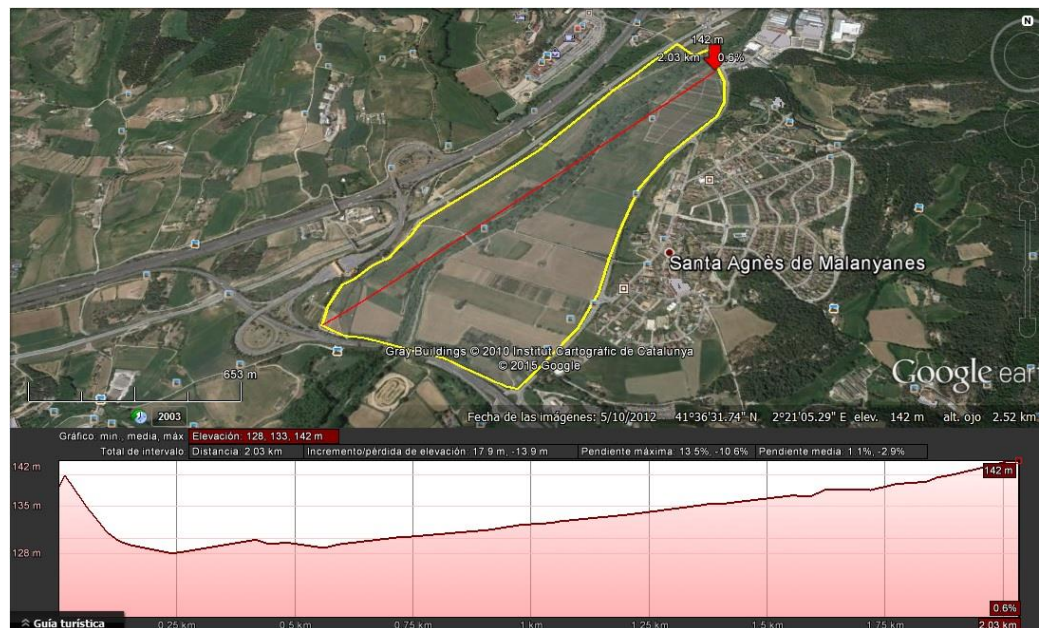 N
142 m
2.03 km 0.6%
Santa Agnès de Malanyanes
Gray Buildings © 2010 Institut Cartogràfic de Catalunya
© 2015 Google
653 m
Google eart
2003
Fecha de las imágenes: 5/10/2012 41°36'31.74" N 2°21'05.29" E elev. 142 m alt. ojo 2.52 km
Gráfico: min., media, máx Elevación: 128, 133, 142 m
Total de intervalo Distancia: 2.03 km Incremento/pérdida de elevación: 17.9 m, -13.9 m Pendiente máxima: 13.5%, -10.6% Pendiente media: 1.1%, -2.9%
142 m
142 m
135 m
128 m
0.6%
Guía turística
0.25 km 0.5 km 0.75 km 1 km 1.25 km 1.5 km 1.75 km 2.03 km